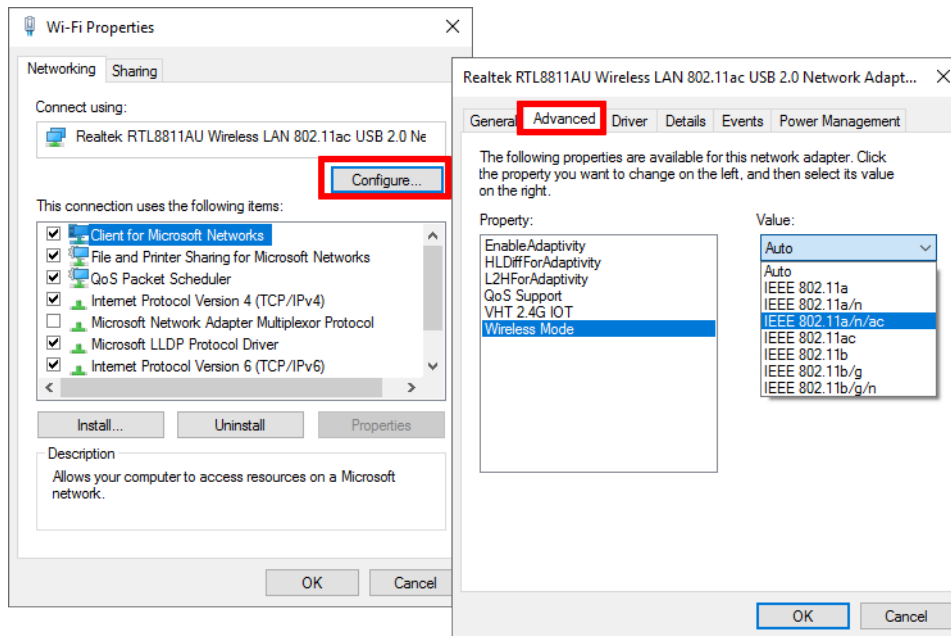 Wi-Fi Properties
Networking
Sharing
Connect using:
Realtek RTL8811AU Wireless LAN 802.11ac USB 2.0 Ne
Configure...
This connection uses the following items:
Client for Microsoft Networks
File and Printer Sharing for Microsoft Networks
QoS Packet Scheduler
Internet Protocol Version 4 (TCP/IPv4)
Microsoft Network Adapter Multiplexor Protocol
Microsoft LLDP Protocol Driver
Internet Protocol Version 6 (TCP/IPv6)
Install...
Uninstall
Properties
Description
Allows your computer to access resources on a Microsoft
network.
OK
Cancel
Realtek RTL8811AU Wireless LAN 802.11ac USB 2.0 Network Adapt...
General
Advanced
Driver
Details
Events
Power Management
The following properties are available for this network adapter. Click
the property you want to change on the left, and then select its value
on the right.
Property:
EnableAdaptivity
HLDiffForAdaptivity
L2HForAdaptivity
QoS Support
VHT 2.4G IOT
Wireless Mode
Value:
Auto
Auto
IEEE 802.11a
IEEE 802.11a/n
IEEE 802.11a/n/ac
IEEE 802.11ac
IEEE 802.11b
IEEE 802.11b/g
IEEE 802.11b/g/n
OK
Cancel